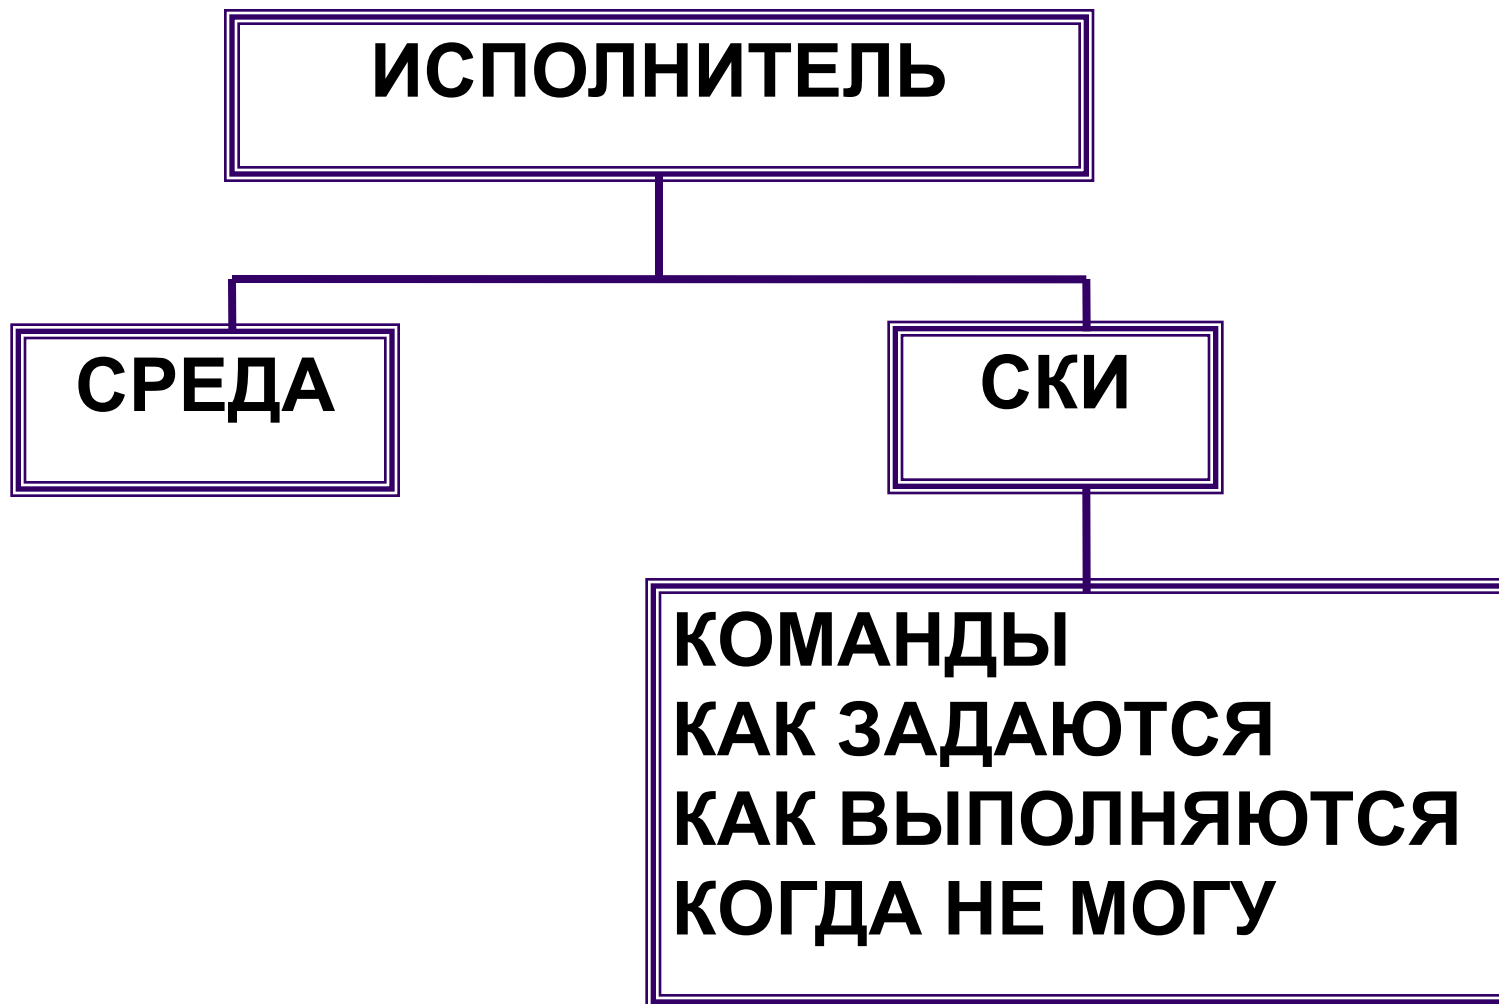 ИСПОЛНИТЕЛЬ
СРЕДА
СКИ
КОМАНДЫ
КАК ЗАДАЮТСЯ
КАК ВЫПОЛНЯЮТСЯ
КОГДА НЕ МОГУ